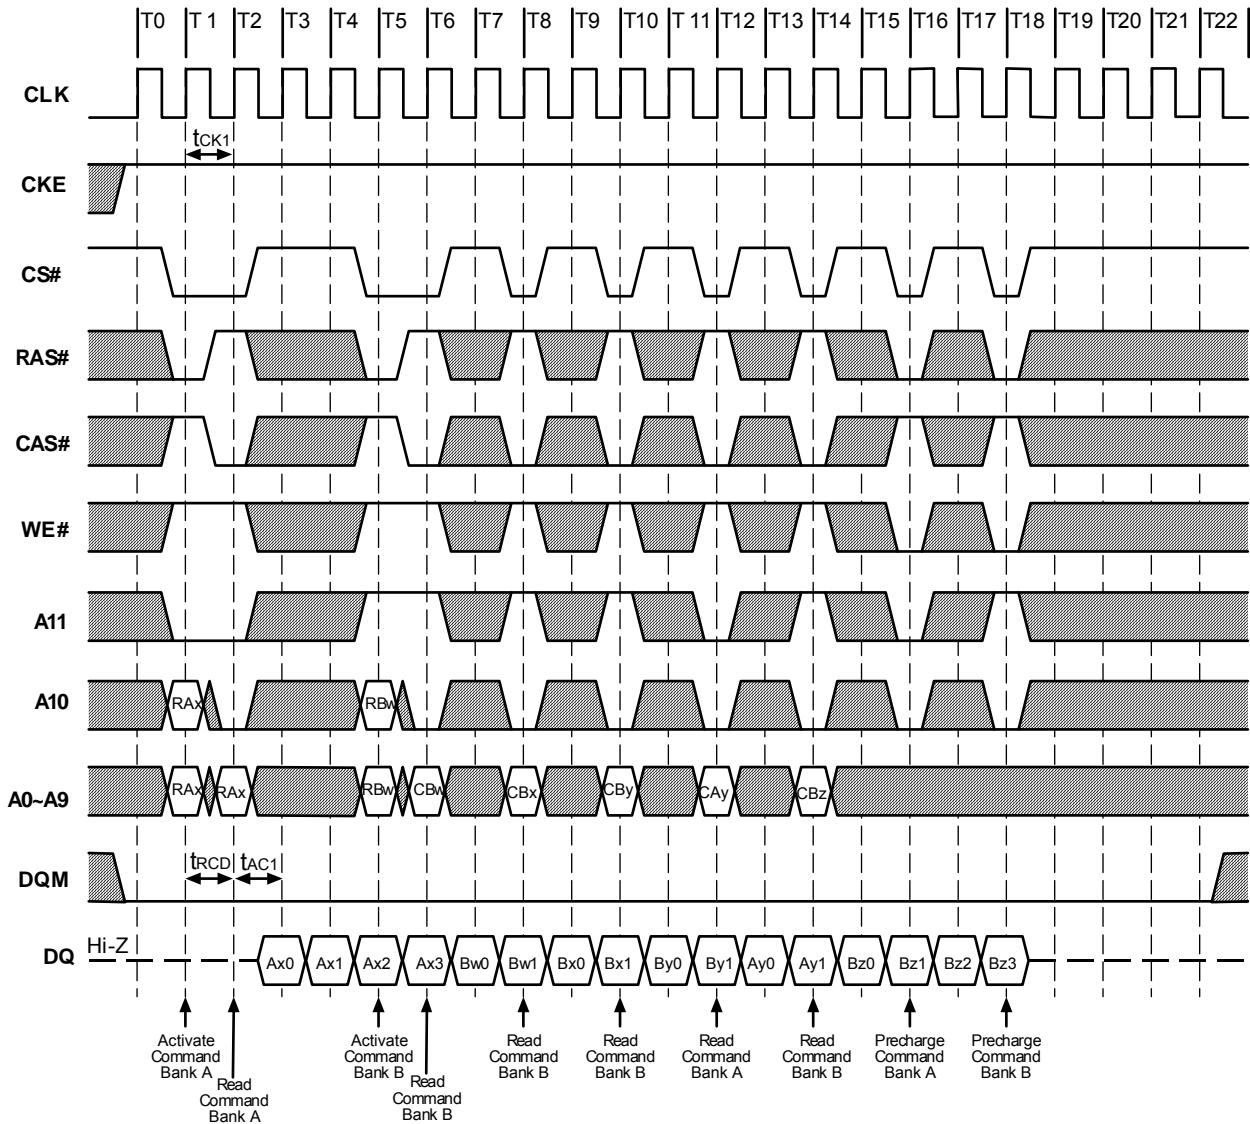 T0 T 1 T2 T3 T4 T5 T6 T7 T8 T9 T10 T 11 T12 T13 T14 T15 T16 T17 T18 T19 T20 T21 T22
CLK
tCK1
CKE
CS#
RAS#
CAS#
WE#
A11
A10 RAx RBw
A0~A9 RAx RAx RBw CBw CBx CBy CAy CBz
tRCD tAC1
DQM
Hi-Z
DQ Ax0 Ax1 Ax2 Ax3 Bw0 Bw1 Bx0 Bx1 By0 By1 Ay0 Ay1 Bz0 Bz1 Bz2 Bz3
Activate
Command
Bank A
Read
Command
Bank A
Activate
Command
Bank B
Read
Command
Bank B
Read
Command
Bank B
Read
Command
Bank B
Read
Command
Bank A
Read
Command
Bank B
Precharge
Command
Bank A
Precharge
Command
Bank B